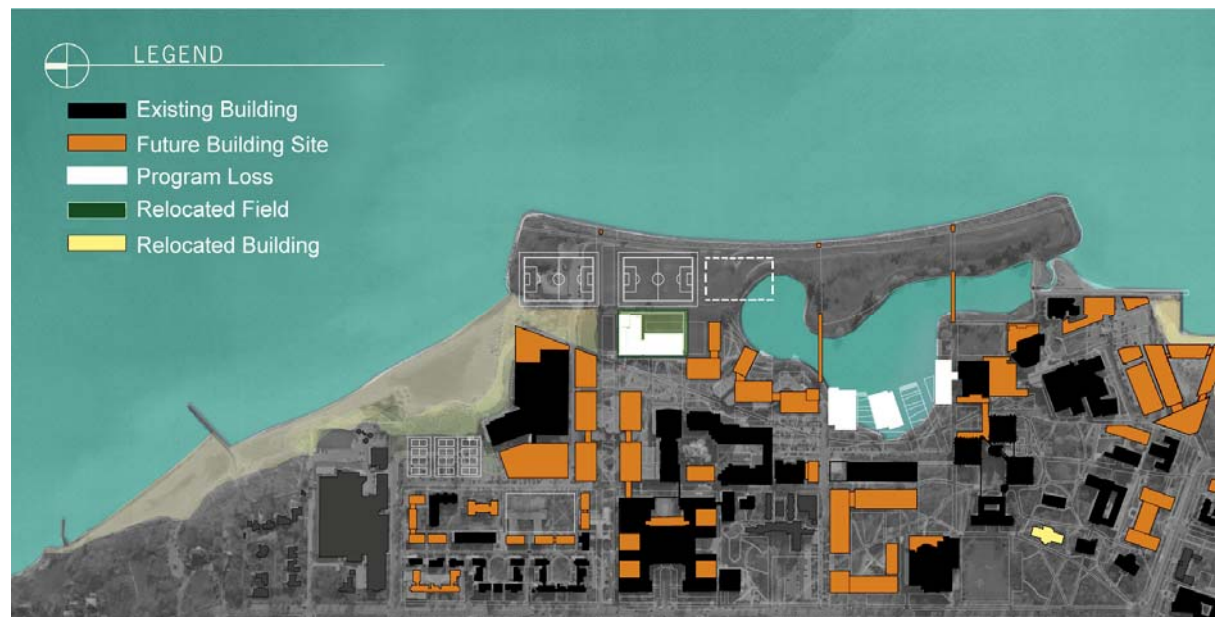 LEGEND
Existing Building
Future Building Site
Program Loss
Relocated Field
Relocated Building